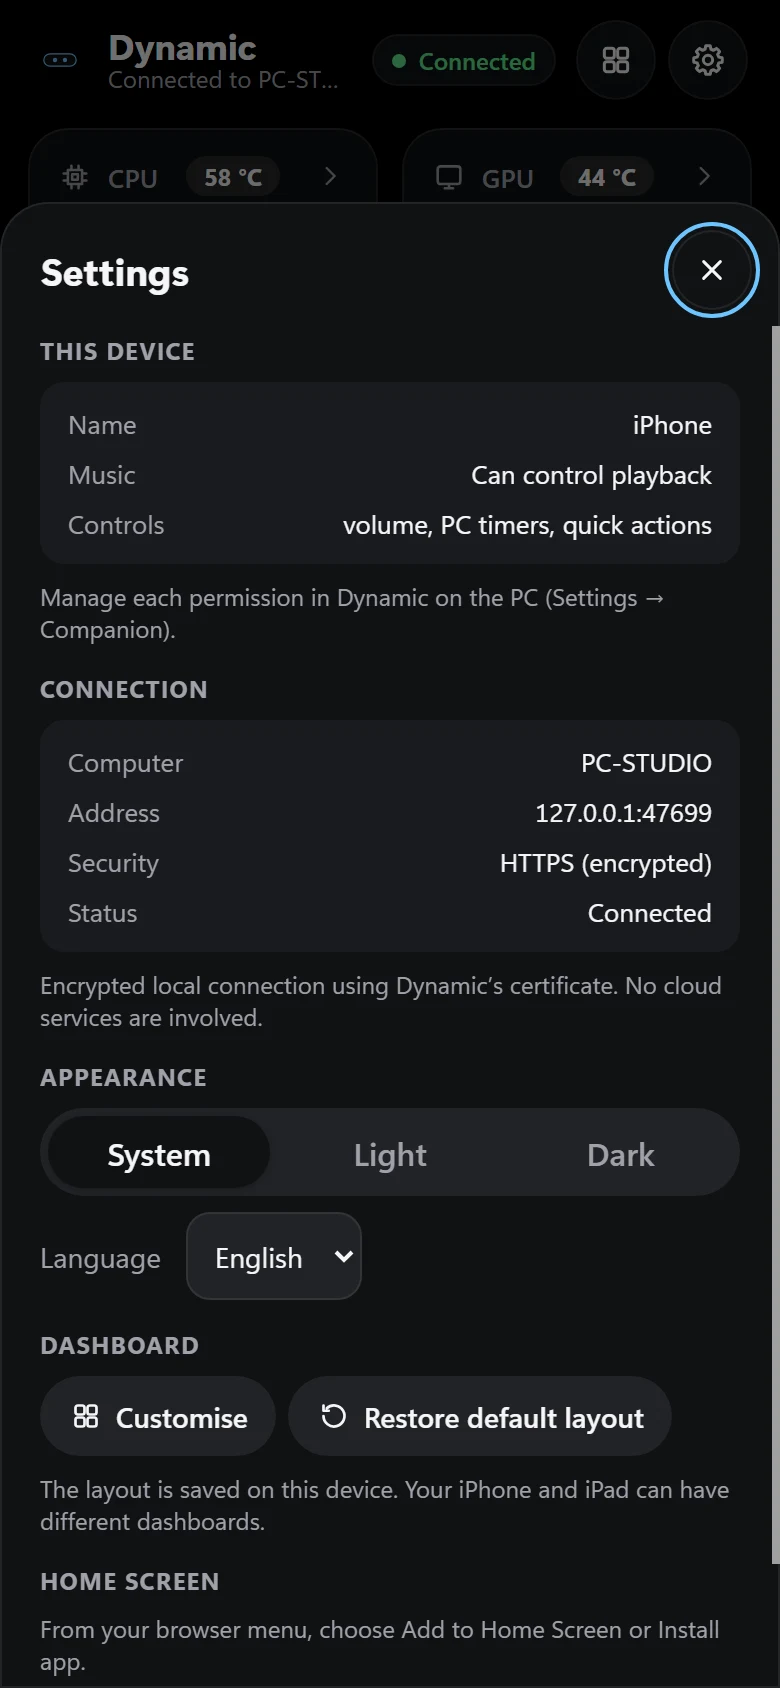 Dynamic
Connected to PC-ST...
Connected
CPU 58 °C
GPU 44 °C
Settings
THIS DEVICE
Name iPhone
Music Can control playback
Controls volume, PC timers, quick actions
Manage each permission in Dynamic on the PC (Settings →
Companion).
CONNECTION
Computer PC-STUDIO
Address 127.0.0.1:47699
Security HTTPS (encrypted)
Status Connected
Encrypted local connection using Dynamic’s certificate. No cloud
services are involved.
APPEARANCE
System Light Dark
Language English
DASHBOARD
Customise Restore default layout
The layout is saved on this device. Your iPhone and iPad can have
different dashboards.
HOME SCREEN
From your browser menu, choose Add to Home Screen or Install
app.